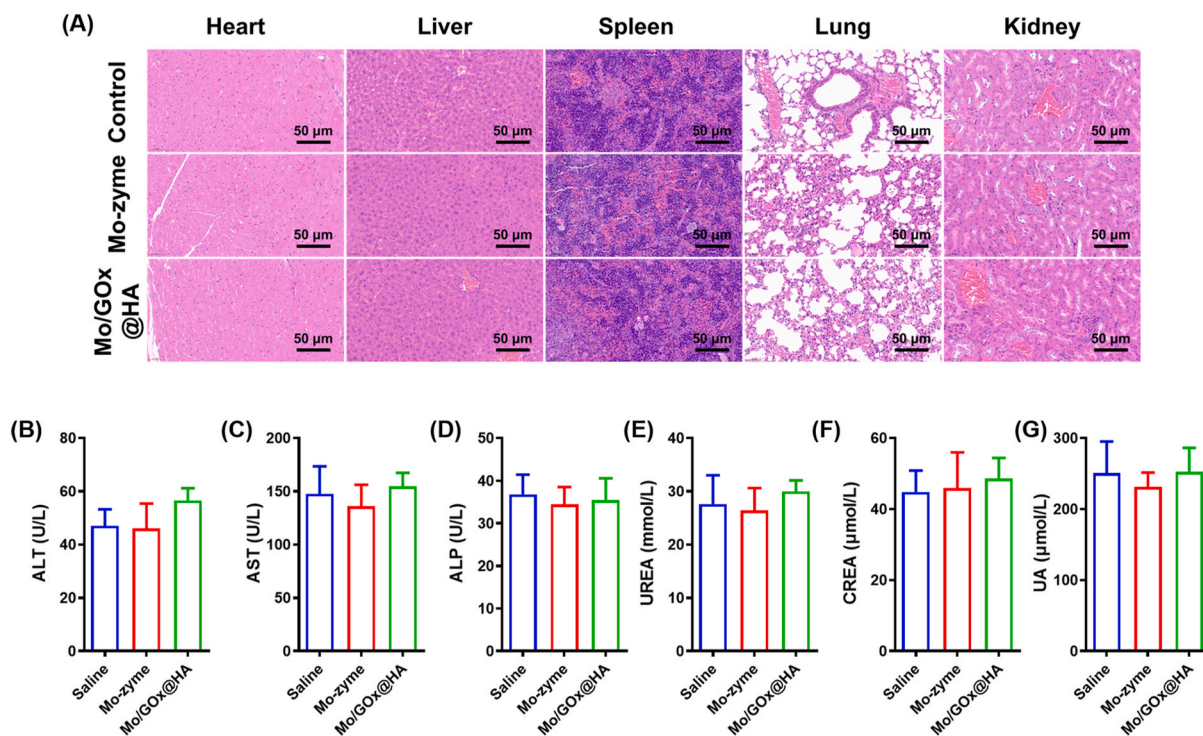 (A)
Heart Liver Spleen Lung Kidney
Control
50 µm 50 µm 50 µm 50 µm 50 µm
Mo-zyme
50 µm 50 µm 50 µm 50 µm 50 µm
Mo/GOx
@HA
50 µm 50 µm 50 µm 50 µm 50 µm
(B)
ALT (U/L)
80
60
40
20
0
Saline
Mo-zyme
Mo/GOx@HA
(C)
AST (U/L)
200
150
100
50
0
Saline
Mo-zyme
Mo/GOx@HA
(D)
ALP (U/L)
50
40
30
20
10
0
Saline
Mo-zyme
Mo/GOx@HA
(E)
UREA (mmol/L)
40
30
20
10
0
Saline
Mo-zyme
Mo/GOx@HA
(F)
CREA (µmol/L)
60
40
20
0
Saline
Mo-zyme
Mo/GOx@HA
(G)
UA (µmol/L)
300
200
100
0
Saline
Mo-zyme
Mo/GOx@HA